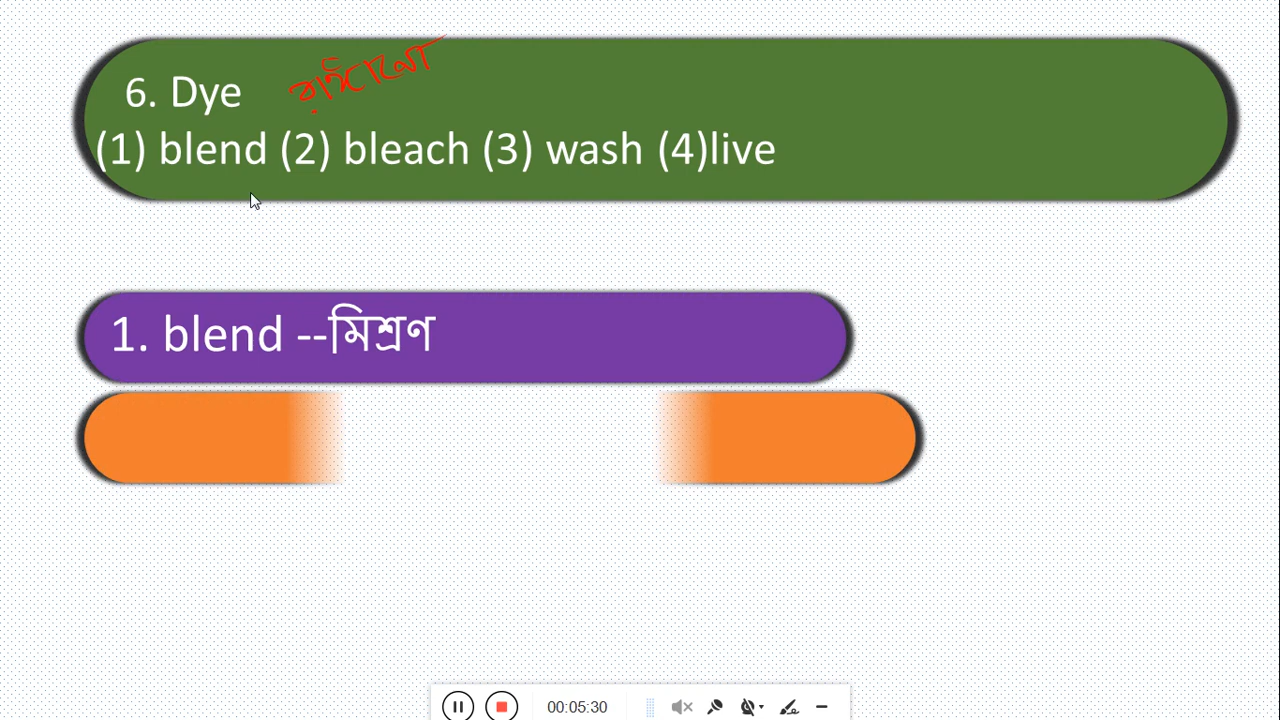 6. Dye
(1) blend (2) bleach (3) wash (4)live
1. blend --মিশ্রণ
00:05:30